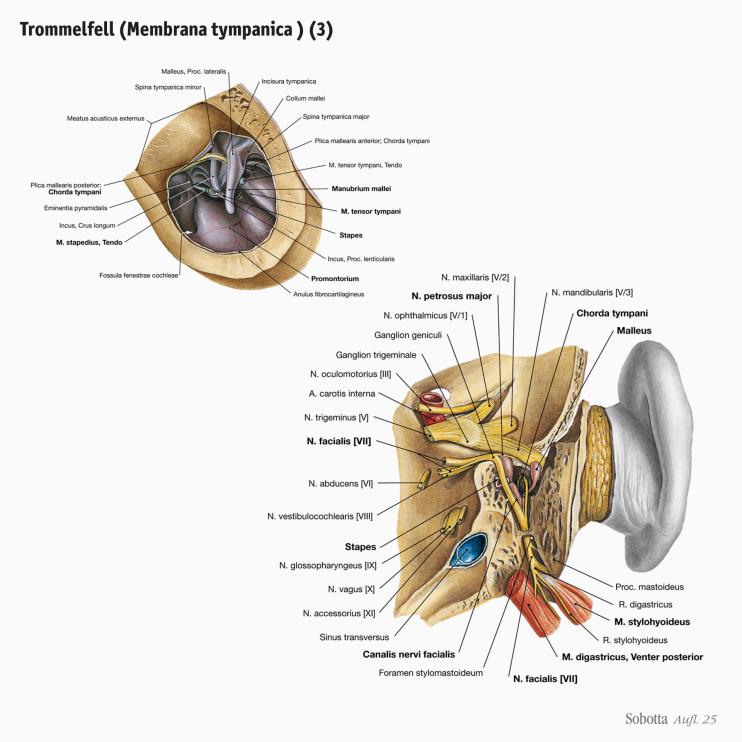 Trommelfell (Membrana tympanica ) (3)
Malleus, Proc. lateralis
Spina tympanica minor
Meatus acusticus externus
Plica mallearis posterior;
Chorda tympani
Eminentia pyramidalis
Incus, Crus longum
M. stapedius, Tendo
Fossula fenestrae cochleae
Incisura tympanica
Collum mallei
Spina tympanica major
Plica mallearis anterior; Chorda tympani
M. tensor tympani, Tendo
Manubrium mallei
M. tensor tympani
Stapes
Incus, Proc. lenticularis
Promontorium
Anulus fibrocartilagineus
N. maxillaris [V/2]
N. petrosus major
N. ophthalmicus [V/1]
Ganglion geniculi
Ganglion trigeminale
N. oculomotorius [III]
A. carotis interna
N. trigeminus [V]
N. facialis [VII]
N. abducens [VI]
N. vestibulocochlearis [VIII]
Stapes
N. glossopharyngeus [IX]
N. vagus [X]
N. accessorius [XI]
Sinus transversus
Canalis nervi facialis
Foramen stylomastoideum
N. mandibularis [V/3]
Chorda tympani
Malleus
Proc. mastoideus
R. digastricus
M. stylohyoideus
R. stylohyoideus
M. digastricus, Venter posterior
N. facialis [VII]
Sobotta Aufl. 25